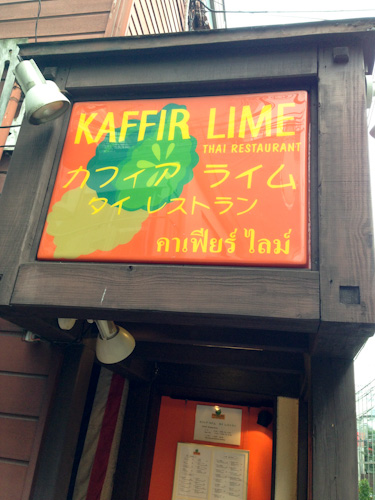 KAFFIR LIME
THAI RESTAURANT
カフィア ライム
タイ レストラン
คาเฟียร์ ไลม์